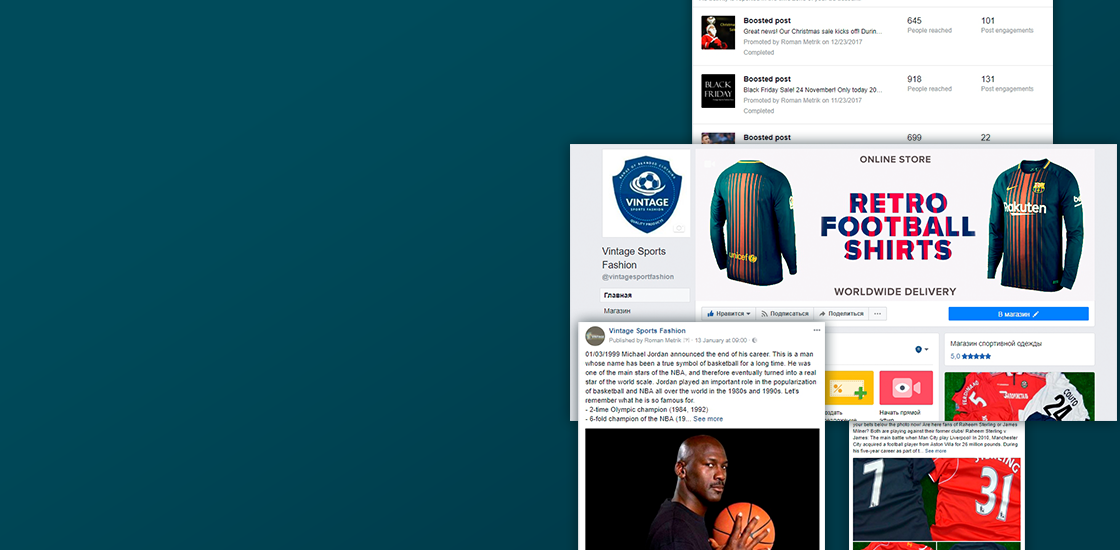 Boosted post
645
101
Great news! Our Christmas sale kicks off! Durin...
People reached
Post engagements
Promoted by Roman Metrik on 12/23/2017
Completed
BLACK
FRIDAY
Boosted post
918
131
Black Friday Sale! 24 November! Only today 20...
People reached
Post engagements
Promoted by Roman Metrik on 11/23/2017
Completed
Boosted post
699
22
VINTAGE
SPORTS FASHION
QUALITY PRODUCTS
Vintage Sports
Fashion
@vintagesportfashion
Главная
Магазин
ONLINE STORE
RETRO
FOOTBALL
SHIRTS
WORLDWIDE DELIVERY
unicef
Rakuten
beko
Нравится
Подписаться
Поделиться
...
В магазин
Магазин спортивной одежды
5,0 ★★★★★
Начать прямой
Vintage Sports Fashion
...
Published by Roman Metrik [?] · 13 January at 09:00 ·
01/03/1999 Michael Jordan announced the end of his career. This is a man
whose name has been a true symbol of basketball for a long time. He was
one of the main stars of the NBA, and therefore eventually turned into a real
star of the world scale. Jordan played an important role in the popularization
of basketball and NBA all over the world in the 1980s and 1990s. Let's
remember what he is so famous for.
- 2-time Olympic champion (1984, 1992)
- 6-fold champion of the NBA (19... See more
COUTO
24
your bets below the photo now! Are here fans of Raheem Sterling or James
Milner? Both are playing against their former clubs! Raheem Sterling v
James. The main battle when Man City play Liverpool! In 2010, Manchester
City acquired a football player from Aston Villa for 26 million pounds. During
his five-year career as part of t... See more
7
STERLING
31